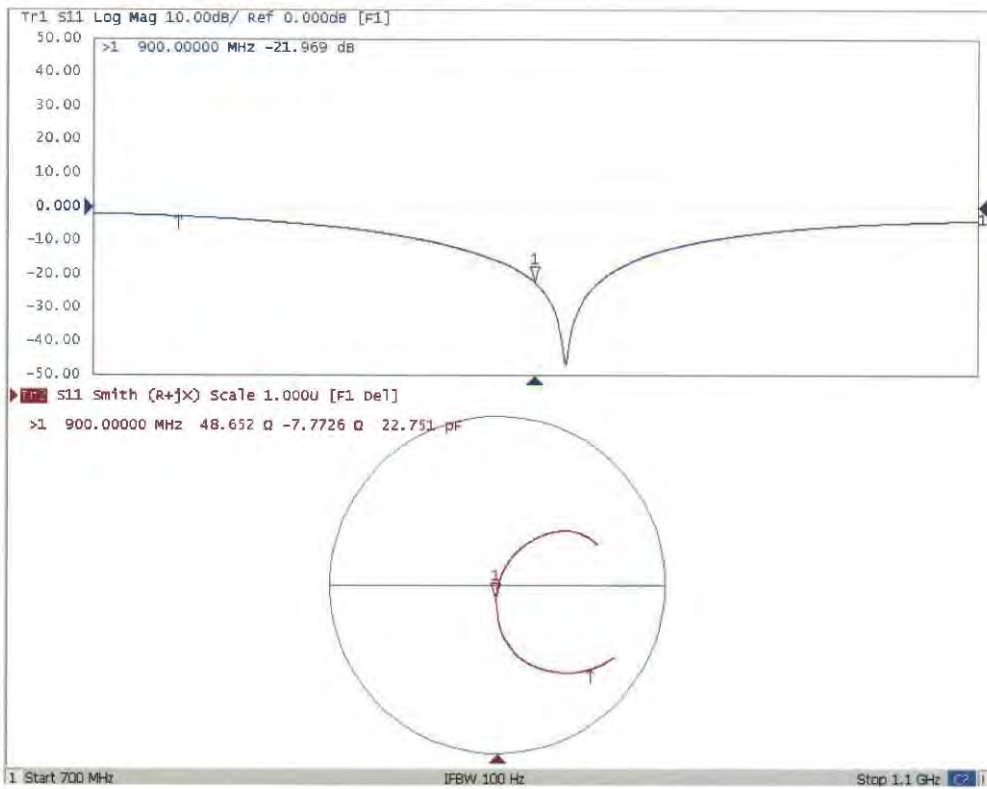 Tr1 S11 Log Mag 10.00dB/ Ref 0.000dB [F1]
50.00
>1 900.00000 MHz -21.969 dB
40.00
30.00
20.00
10.00
0.000
1
-10.00
1
-20.00
-30.00
-40.00
-50.00
Tr2 S11 Smith (R+jX) Scale 1.000U [F1 Del]
>1 900.00000 MHz 48.652 Ω -7.7726 Ω 22.751 pF
1
1 Start 700 MHz IFBW 100 Hz Stop 1.1 GHz C?